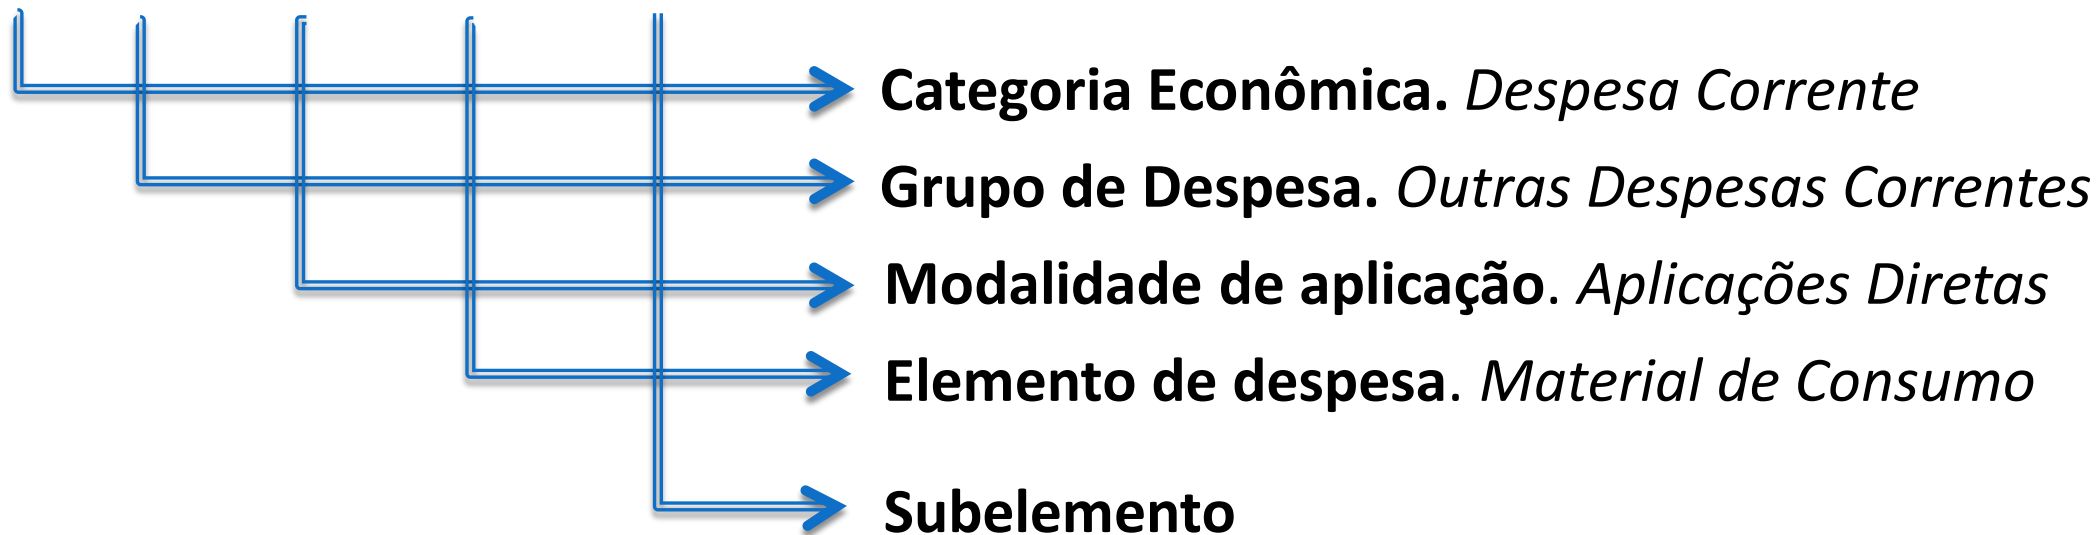 Categoria Econômica. Despesa Corrente
Grupo de Despesa. Outras Despesas Correntes
Modalidade de aplicação. Aplicações Diretas
Elemento de despesa. Material de Consumo
Subelemento